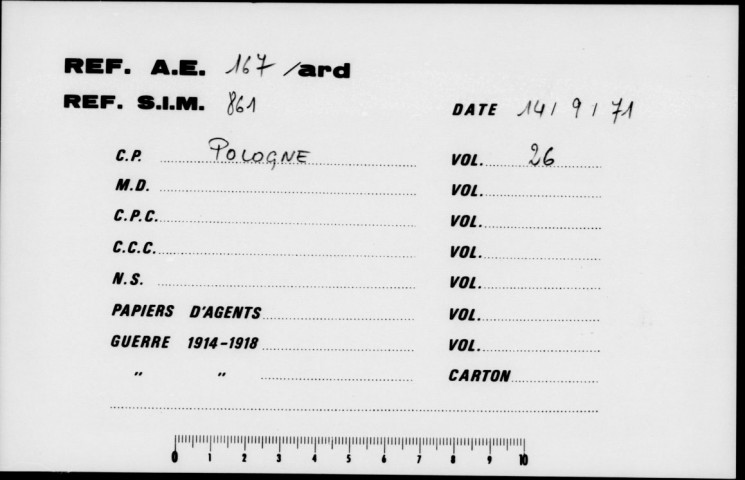 REF. A.E. 167 /ard
REF. S.I.M. 861 DATE 14/9/71
C.P. POLOGNE VOL. 26
M.D. VOL.
C.P.C. VOL.
C.C.C. VOL.
N.S. VOL.
PAPIERS D'AGENTS VOL.
GUERRE 1914-1918 VOL.
" " CARTON
0 1 2 3 4 5 6 7 8 9 10